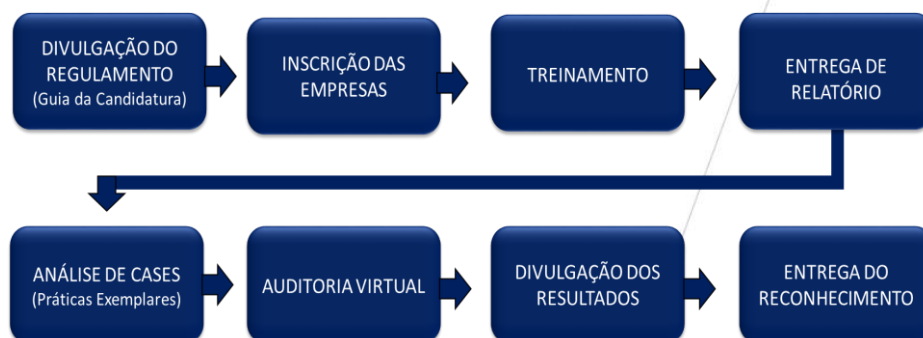 DIVULGAÇÃO DO
REGULAMENTO
(Guia da Candidatura)
INSCRIÇÃO DAS
EMPRESAS
TREINAMENTO
ENTREGA DE
RELATÓRIO
ANÁLISE DE CASES
(Práticas Exemplares)
AUDITORIA VIRTUAL
DIVULGAÇÃO DOS
RESULTADOS
ENTREGA DO
RECONHECIMENTO